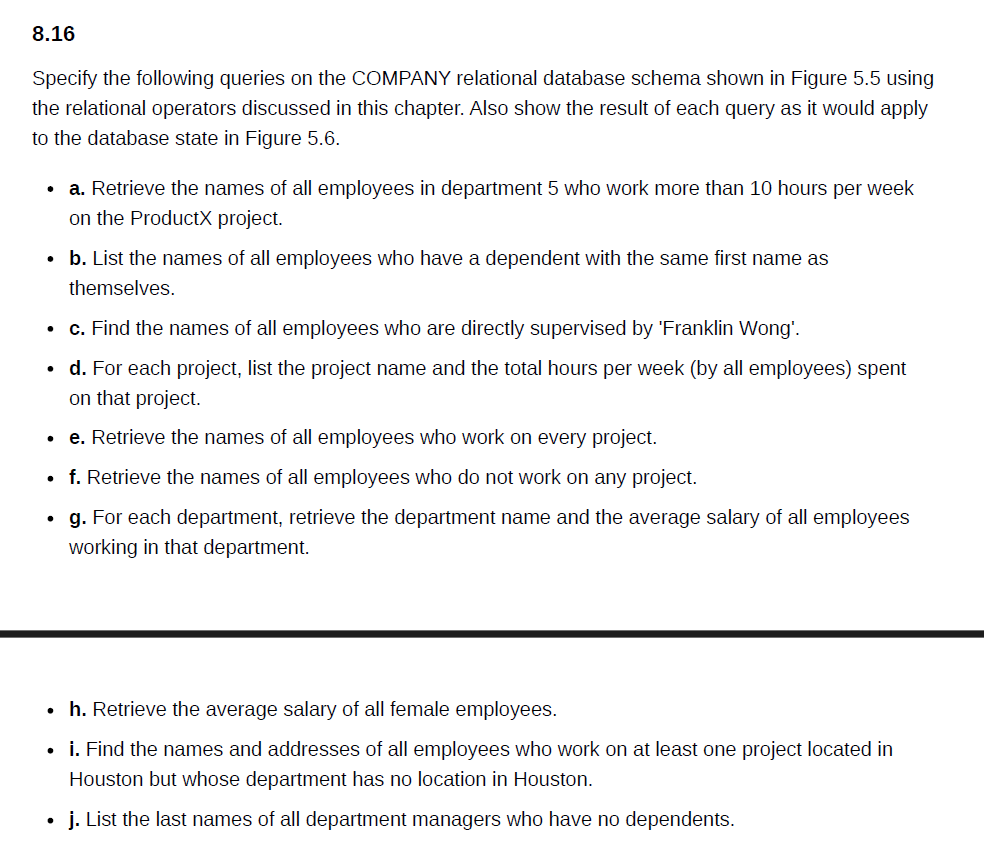 8.16
Specify the following queries on the COMPANY relational database schema shown in Figure 5.5 using
the relational operators discussed in this chapter. Also show the result of each query as it would apply
to the database state in Figure 5.6.
• a. Retrieve the names of all employees in department 5 who work more than 10 hours per week
on the ProductX project.
• b. List the names of all employees who have a dependent with the same first name as
themselves.
• c. Find the names of all employees who are directly supervised by 'Franklin Wong'.
• d. For each project, list the project name and the total hours per week (by all employees) spent
on that project.
• e. Retrieve the names of all employees who work on every project.
• f. Retrieve the names of all employees who do not work on any project.
• g. For each department, retrieve the department name and the average salary of all employees
working in that department.
• h. Retrieve the average salary of all female employees.
• i. Find the names and addresses of all employees who work on at least one project located in
Houston but whose department has no location in Houston.
• j. List the last names of all department managers who have no dependents.